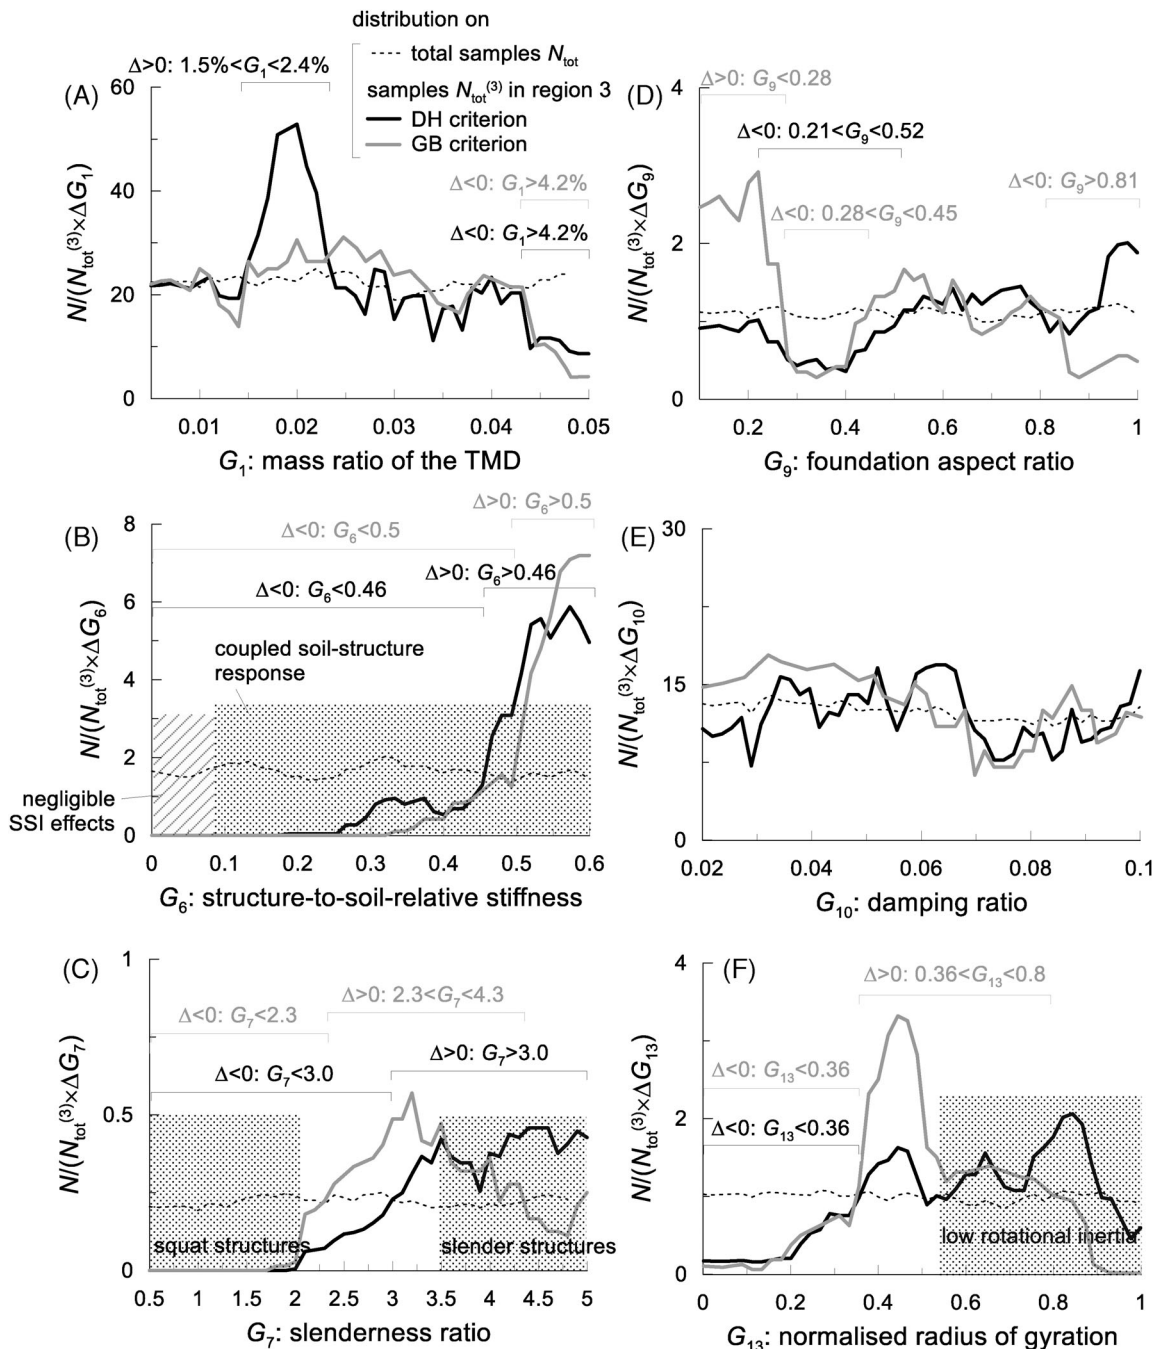 distribution on
total samples Ntot
samples Ntot(3) in region 3
DH criterion
GB criterion
(A)
Δ>0: 1.5%<G1<2.4%
Δ<0: G1>4.2%
Δ<0: G1>4.2%
N/(Ntot(3)×ΔG1)
60
40
20
0
0.01 0.02 0.03 0.04 0.05
G1: mass ratio of the TMD
(D)
Δ>0: G9<0.28
Δ<0: 0.21<G9<0.52
Δ<0: G9>0.81
Δ<0: 0.28<G9<0.45
N/(Ntot(3)×ΔG9)
4
2
0
0.2 0.4 0.6 0.8 1
G9: foundation aspect ratio
(B)
Δ>0: G6>0.5
Δ<0: G6<0.5
Δ>0: G6>0.46
Δ<0: G6<0.46
coupled soil-structure
response
negligible
SSI effects
N/(Ntot(3)×ΔG6)
8
6
4
2
0
0 0.1 0.2 0.3 0.4 0.5 0.6
G6: structure-to-soil-relative stiffness
(E)
N/(Ntot(3)×ΔG10)
30
15
0
0.02 0.04 0.06 0.08 0.1
G10: damping ratio
(C)
Δ>0: 2.3<G7<4.3
Δ<0: G7<2.3
Δ>0: G7>3.0
Δ<0: G7<3.0
squat structures
slender structures
N/(Ntot(3)×ΔG7)
1
0.5
0
0.5 1 1.5 2 2.5 3 3.5 4 4.5 5
G7: slenderness ratio
(F)
Δ>0: 0.36<G13<0.8
Δ<0: G13<0.36
Δ<0: G13<0.36
low rotational inertia
N/(Ntot(3)×ΔG13)
4
2
0
0 0.2 0.4 0.6 0.8 1
G13: normalised radius of gyration